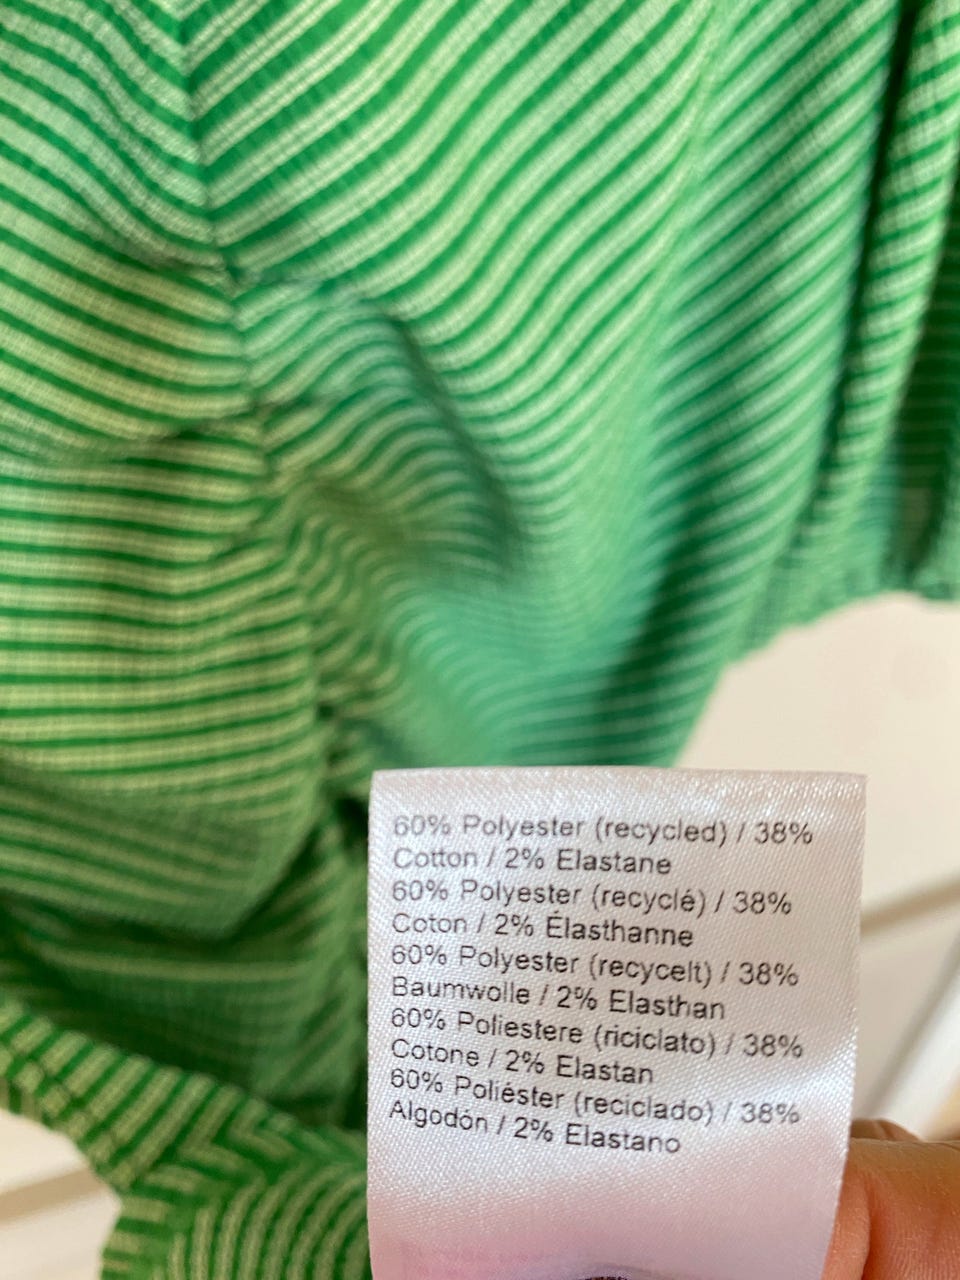 60% Polyester (recycled) / 38%
Cotton / 2% Elastane
60% Polyester (recyclé) / 38%
Coton / 2% Élasthanne
60% Polyester (recycelt) / 38%
Baumwolle / 2% Elasthan
60% Poliestere (riciclato) / 38%
Cotone / 2% Elastan
60% Poliéster (reciclado) / 38%
Algodón / 2% Elastano